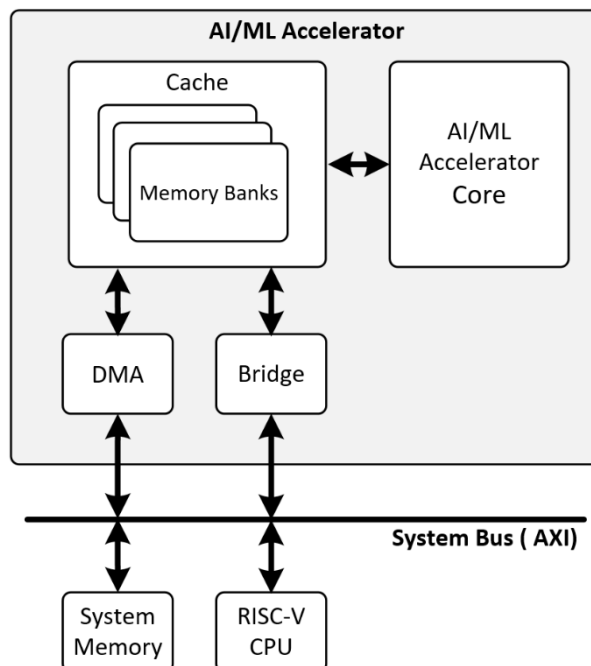 AI/ML Accelerator
Cache
Memory Banks
AI/ML
Accelerator
Core
DMA
Bridge
System Bus ( AXI)
System
Memory
RISC-V
CPU